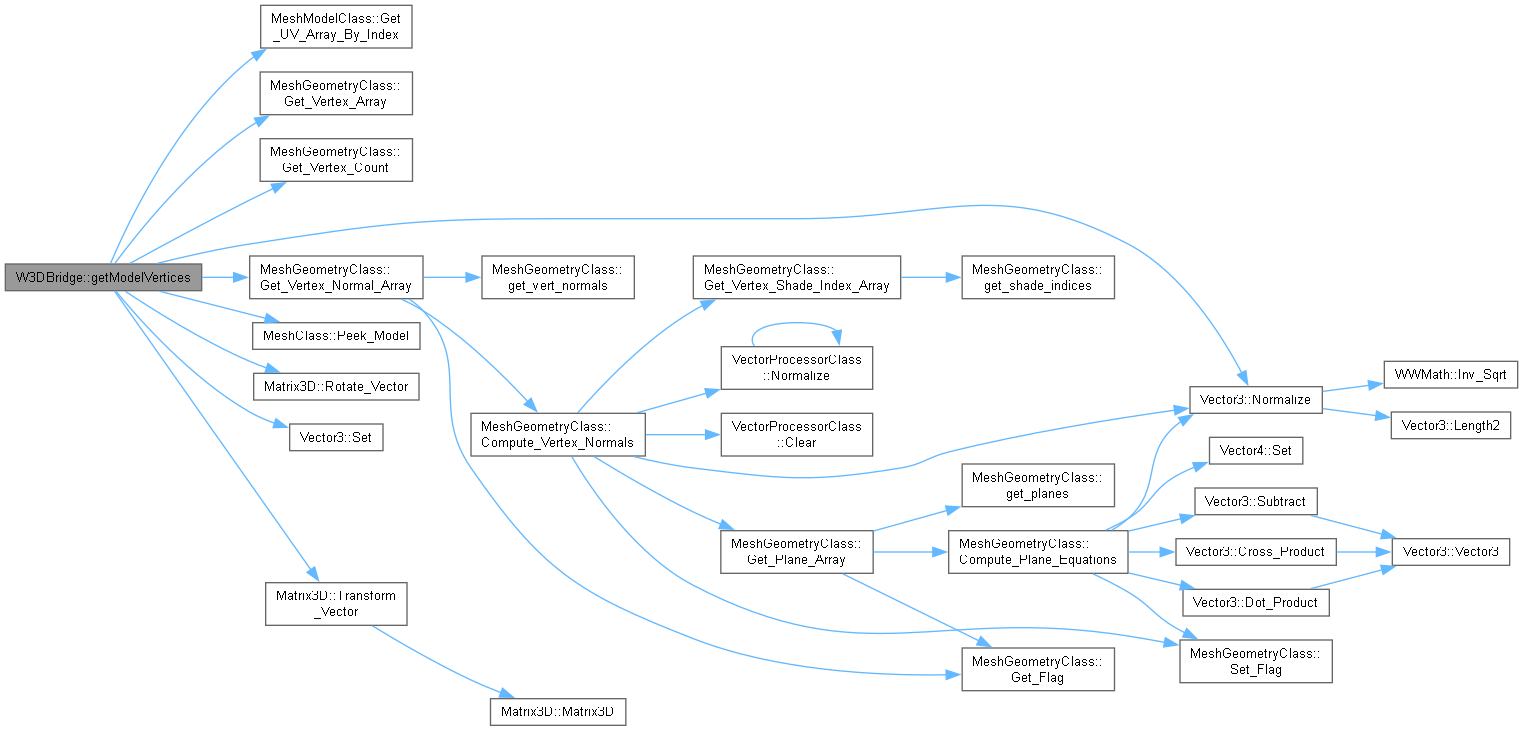 MeshModelClass::Get
_UV_Array_By_Index
MeshGeometryClass::
Get_Vertex_Array
MeshGeometryClass::
Get_Vertex_Count
W3DBridge::getModelVertices
MeshGeometryClass::
Get_Vertex_Normal_Array
MeshGeometryClass::
get_vert_normals
MeshGeometryClass::
Get_Vertex_Shade_Index_Array
MeshGeometryClass::
get_shade_indices
MeshClass::Peek_Model
Matrix3D::Rotate_Vector
Vector3::Set
VectorProcessorClass
::Normalize
MeshGeometryClass::
Compute_Vertex_Normals
VectorProcessorClass
::Clear
Vector3::Normalize
WWMath::Inv_Sqrt
Vector3::Length2
Vector4::Set
MeshGeometryClass::
get_planes
Vector3::Subtract
MeshGeometryClass::
Get_Plane_Array
MeshGeometryClass::
Compute_Plane_Equations
Vector3::Cross_Product
Vector3::Vector3
Vector3::Dot_Product
Matrix3D::Transform
_Vector
MeshGeometryClass::
Get_Flag
MeshGeometryClass::
Set_Flag
Matrix3D::Matrix3D